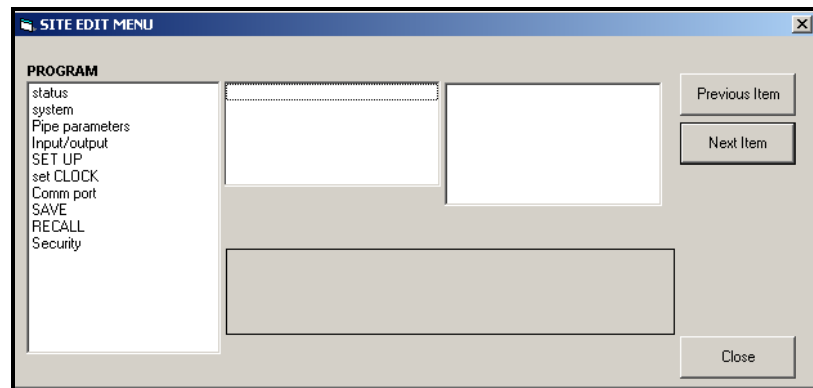 SITE EDIT MENU
PROGRAM
status
system
Pipe parameters
Input/output
SET UP
set CLOCK
Comm port
SAVE
RECALL
Security
Previous Item
Next Item
Close